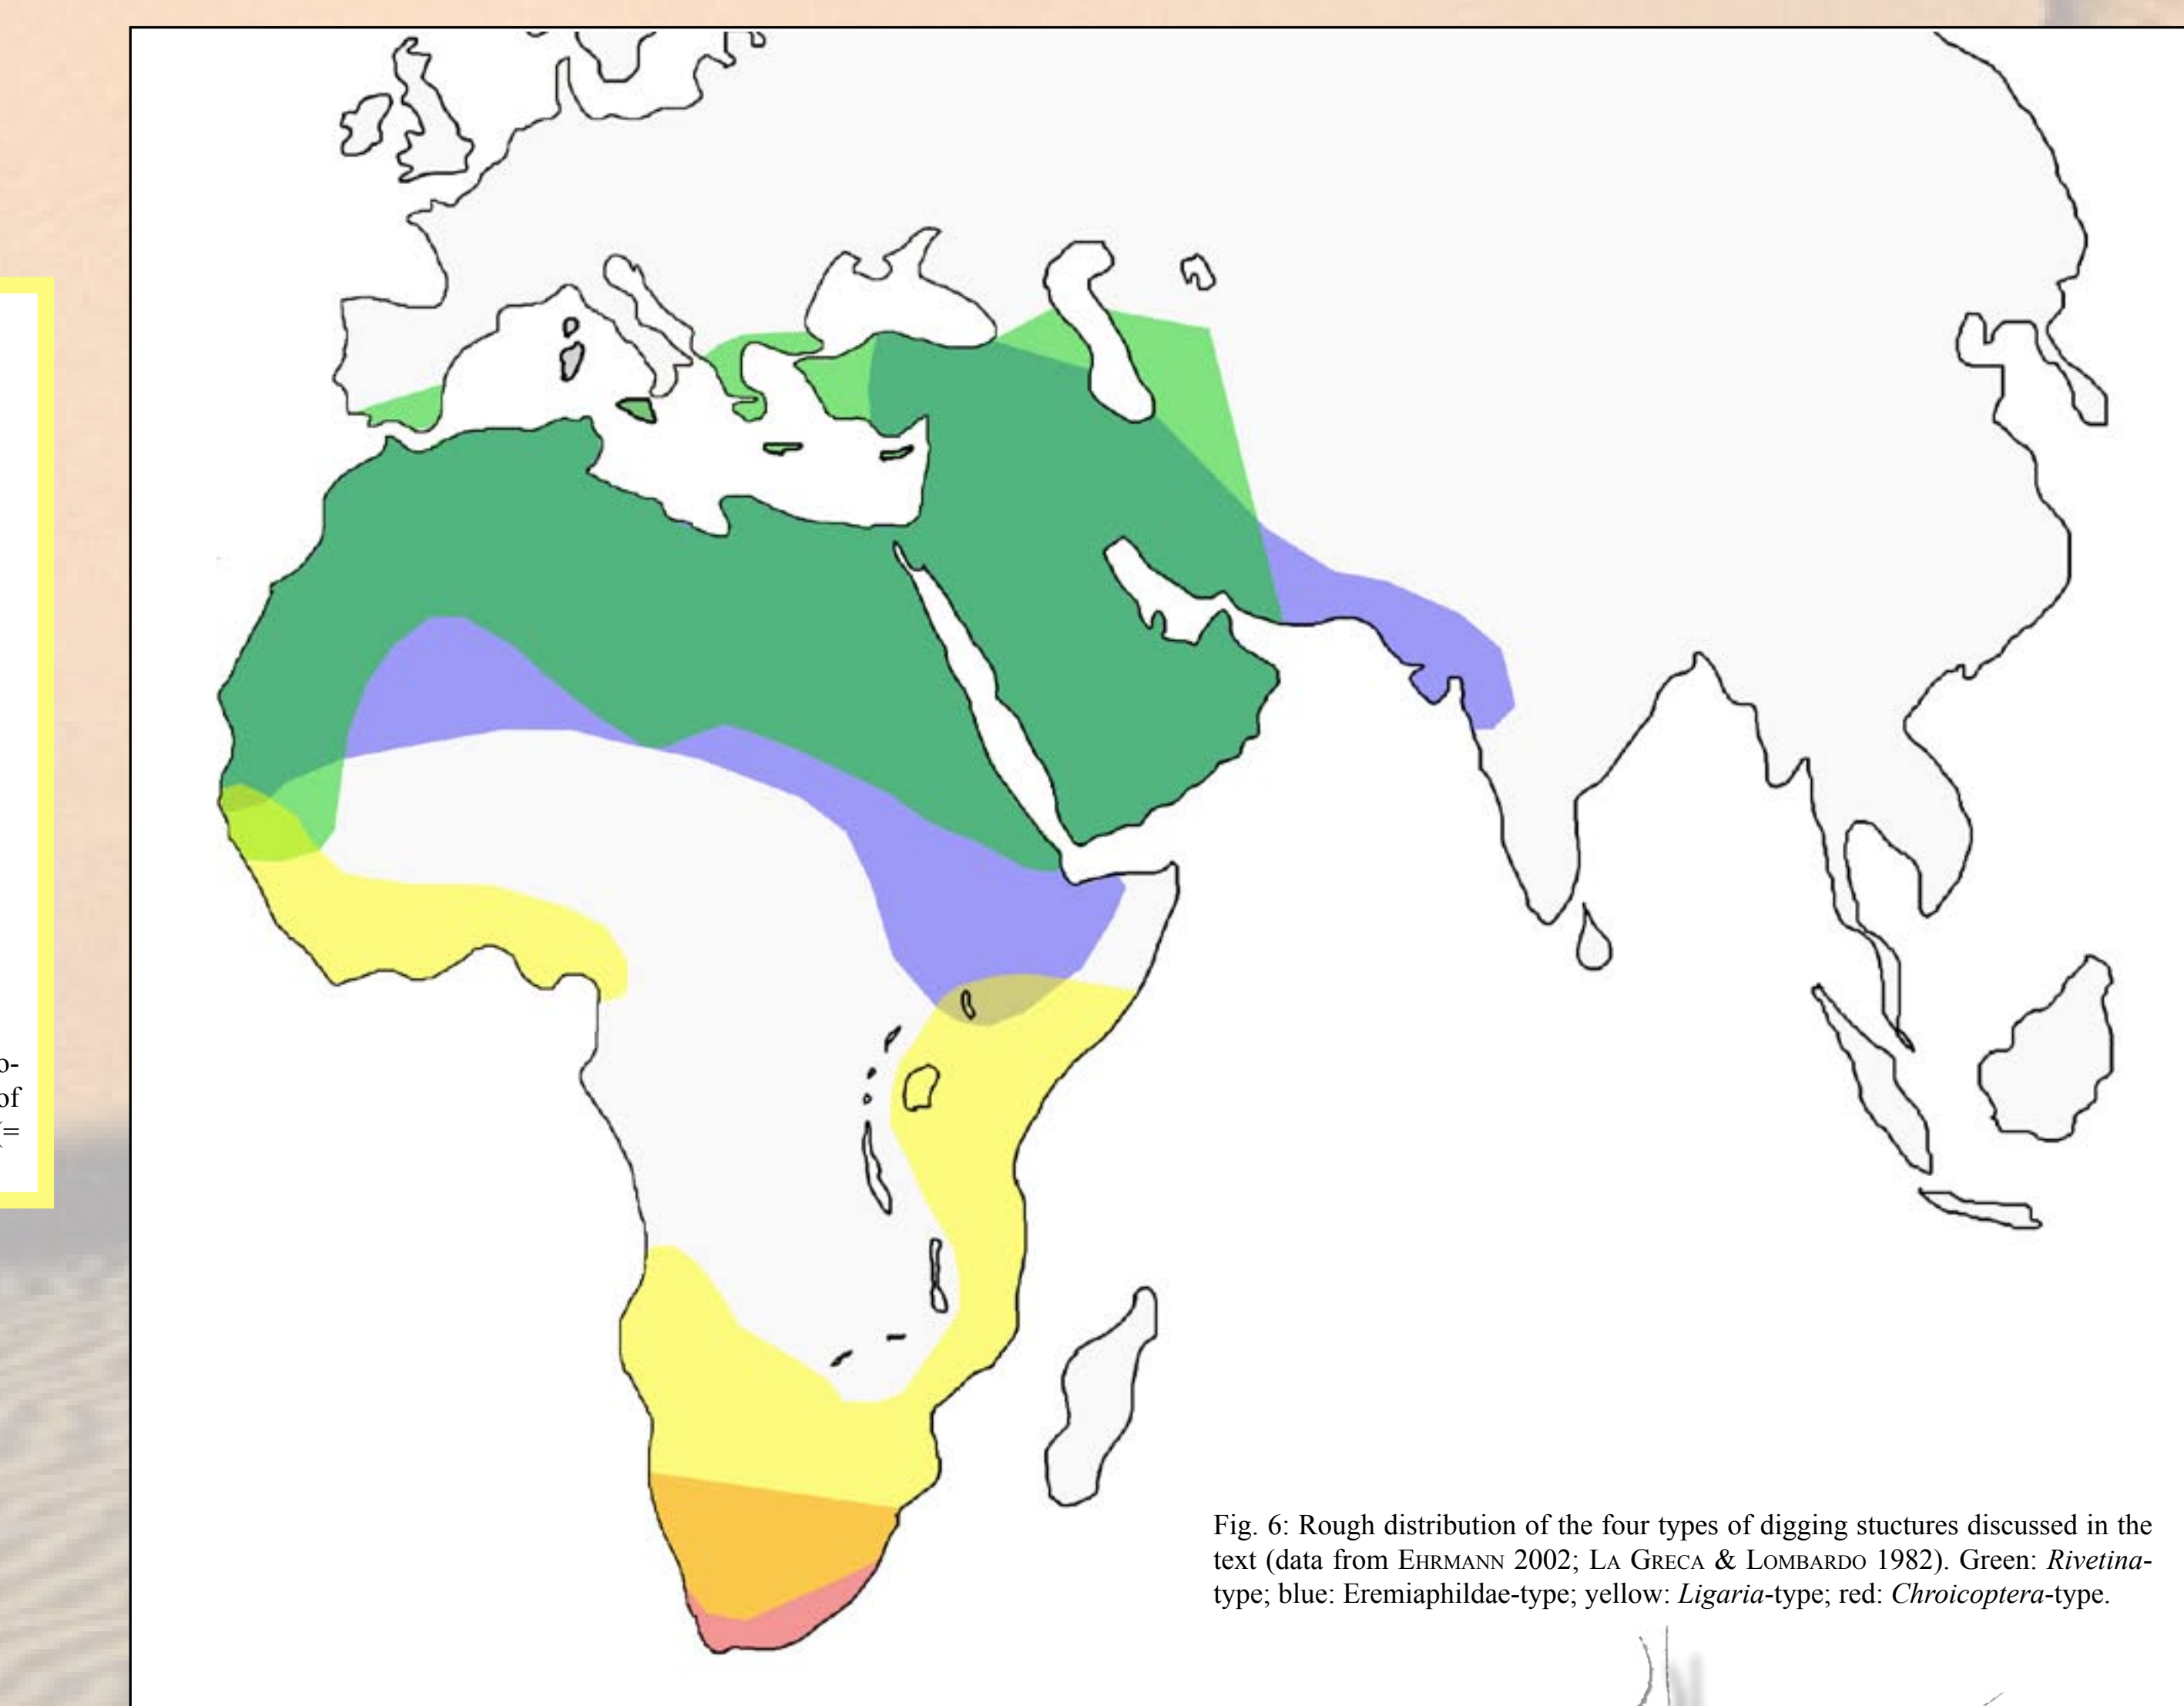 o-
of
(=
Fig. 6: Rough distribution of the four types of digging stuctures discussed in the
text (data from EHRMANN 2002; LA GRECA & LOMBARDO 1982). Green: Rivetina-
type; blue: Eremiaphildae-type; yellow: Ligaria-type; red: Chroicoptera-type.